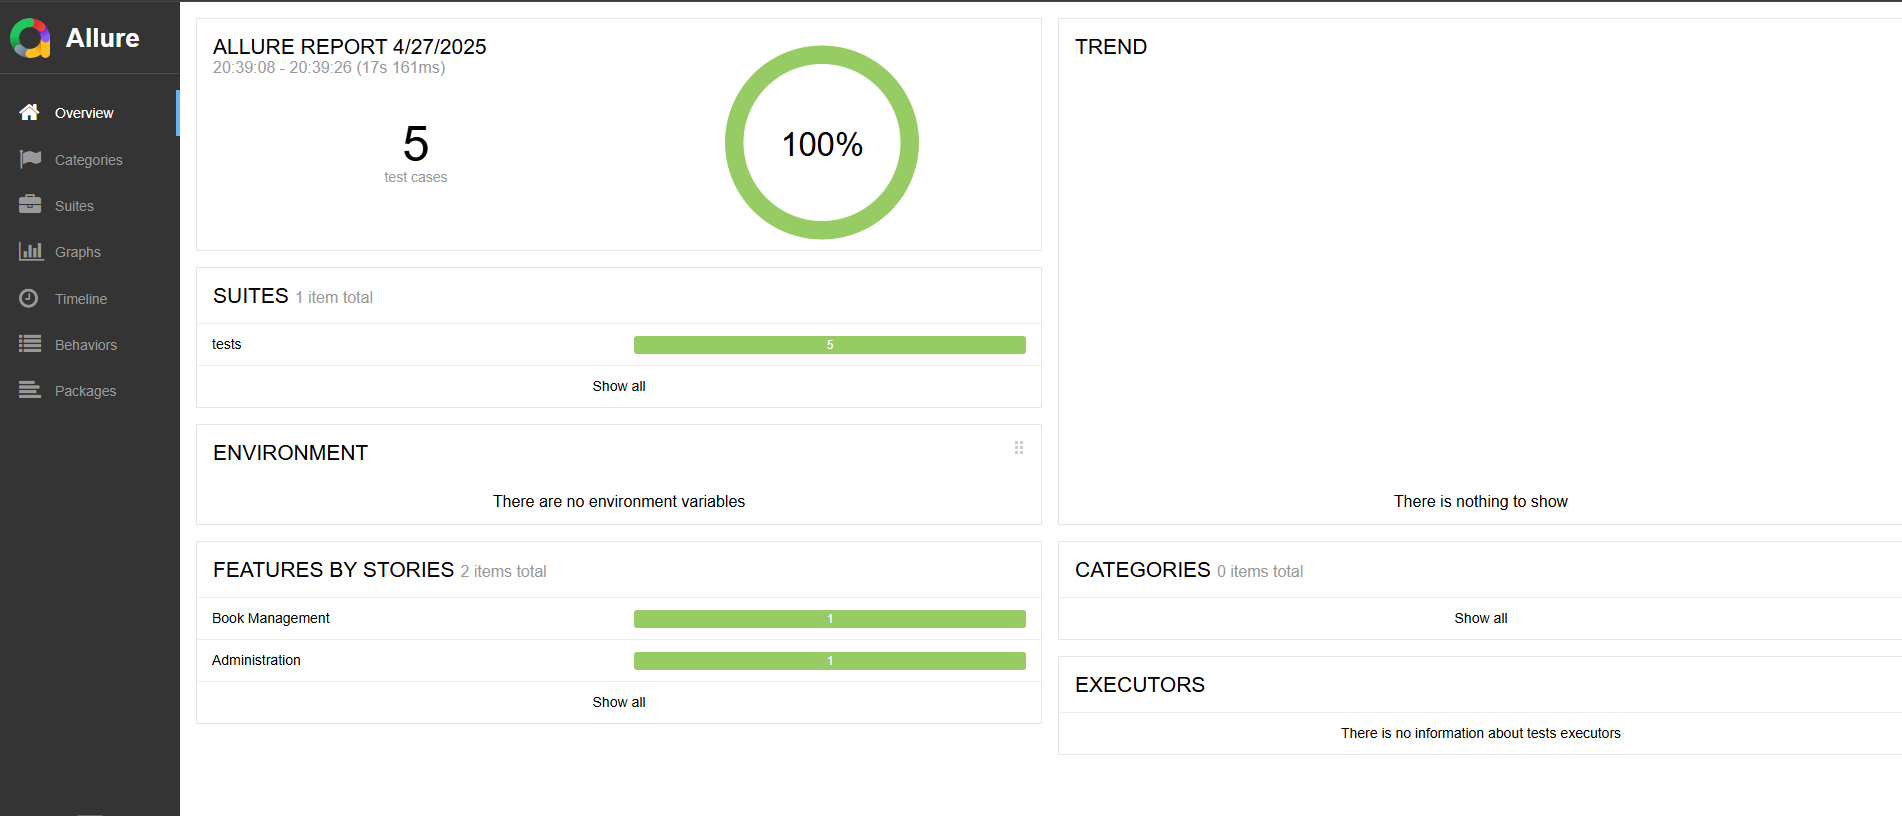 Allure
Overview
Categories
Suites
Graphs
Timeline
Behaviors
Packages
ALLURE REPORT 4/27/2025
20:39:08 - 20:39:26 (17s 161ms)
5
test cases
100%
SUITES 1 item total
tests 5
Show all
ENVIRONMENT
There are no environment variables
FEATURES BY STORIES 2 items total
Book Management 1
Administration 1
Show all
TREND
There is nothing to show
CATEGORIES 0 items total
Show all
EXECUTORS
There is no information about tests executors